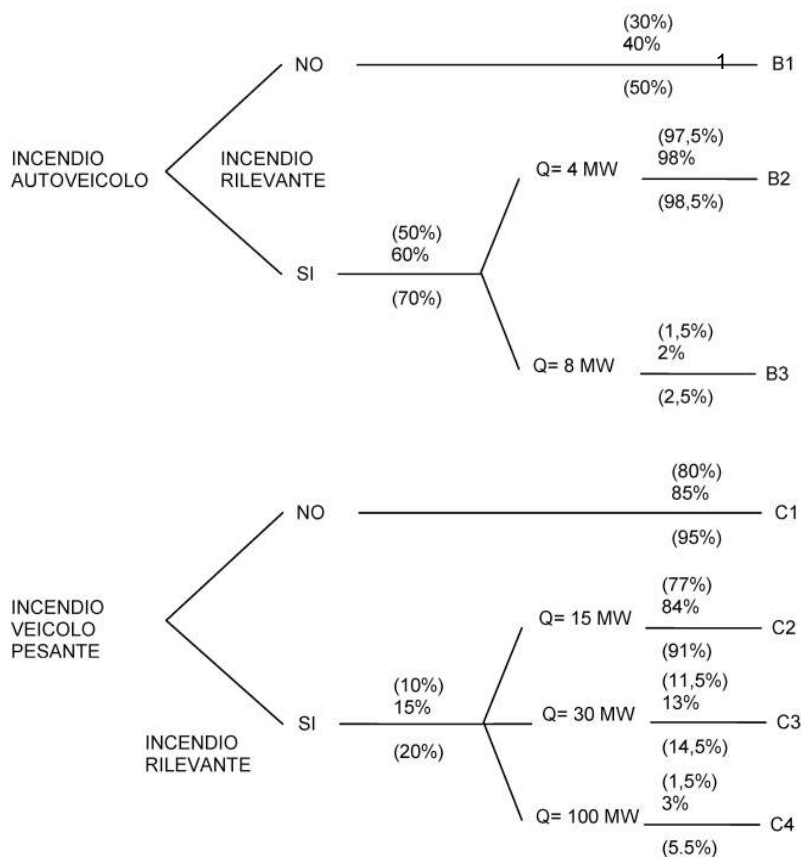 (30%)
40%
NO
1
B1
(50%)
INCENDIO
AUTOVEICOLO
INCENDIO
RILEVANTE
Q= 4 MW
(97,5%)
98%
B2
(98,5%)
SI
(50%)
60%
(70%)
Q= 8 MW
(1,5%)
2%
B3
(2,5%)
(80%)
85%
NO
C1
(95%)
INCENDIO
VEICOLO
PESANTE
Q= 15 MW
(77%)
84%
C2
(91%)
INCENDIO
RILEVANTE
SI
(10%)
15%
(20%)
Q= 30 MW
(11,5%)
13%
C3
(14,5%)
Q= 100 MW
(1,5%)
3%
C4
(5.5%)